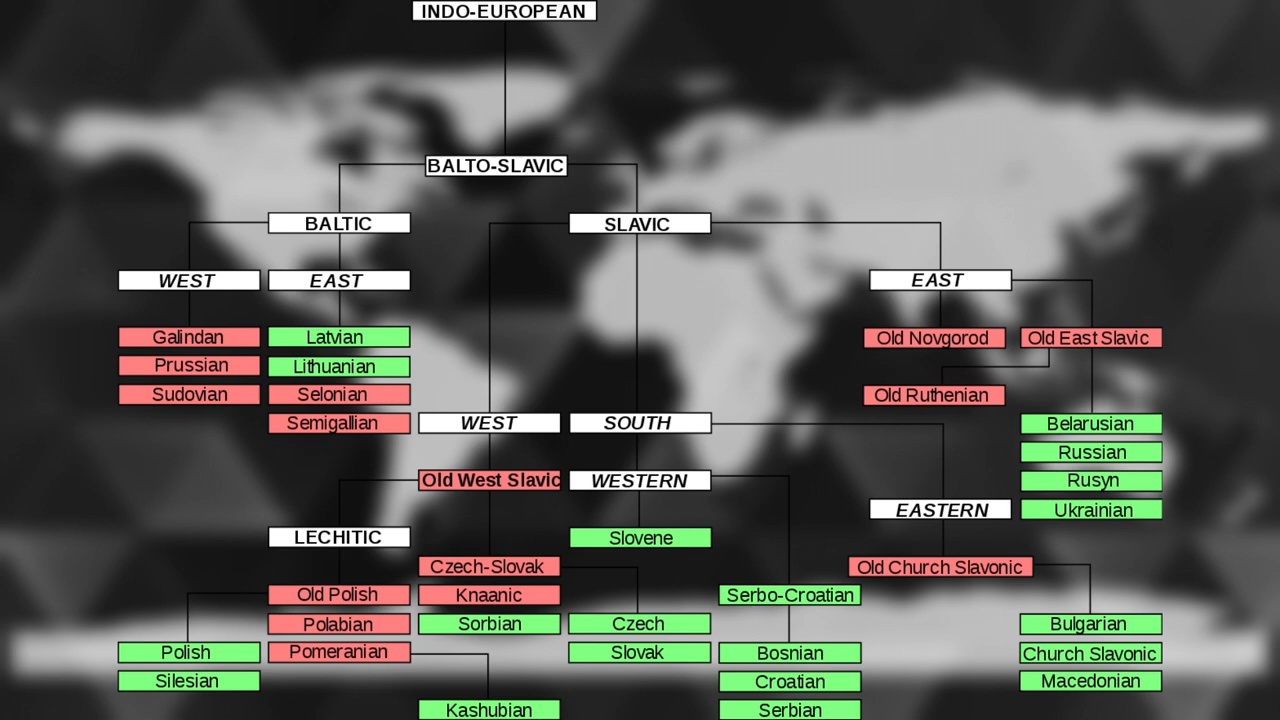 INDO-EUROPEAN
BALTO-SLAVIC
BALTIC
SLAVIC
WEST
EAST
EAST
Galindan
Latvian
Old Novgorod
Old East Slavic
Prussian
Lithuanian
Sudovian
Selonian
Old Ruthenian
Semigallian
WEST
SOUTH
Belarusian
Russian
Old West Slavic
WESTERN
Rusyn
EASTERN
Ukrainian
LECHITIC
Slovene
Czech-Slovak
Old Church Slavonic
Old Polish
Knaanic
Serbo-Croatian
Polabian
Sorbian
Czech
Bulgarian
Polish
Pomeranian
Slovak
Bosnian
Church Slavonic
Silesian
Croatian
Macedonian
Kashubian
Serbian